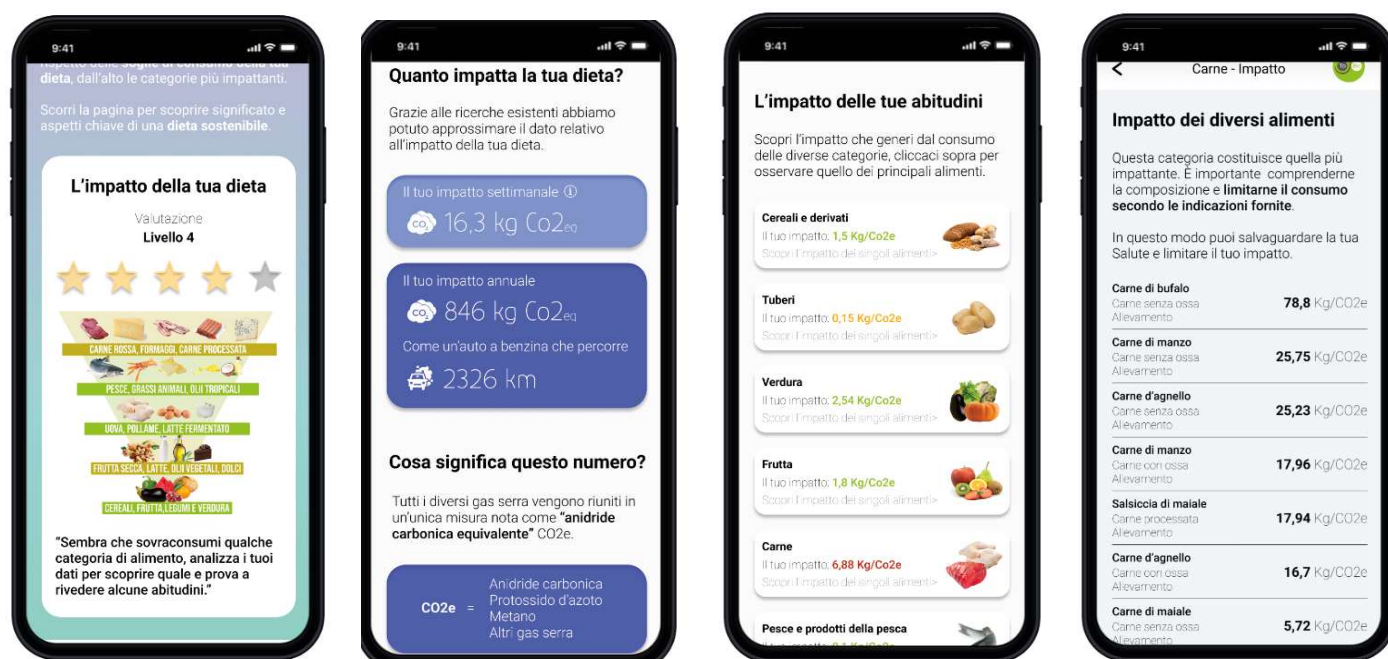 9:41
rispetto delle soglie di consumo della tua
dieta, dall'alto le categorie più impattanti.
Scorri la pagina per scoprire significato e
aspetti chiave di una dieta sostenibile.
L'impatto della tua dieta
Valutazione
Livello 4
CARNE ROSSA, FORMAGGI, CARNE PROCESSATA
PESCE, GRASSI ANIMALI, OLII TROPICALI
UOVA, POLLAME, LATTE FERMENTATO
FRUTTA SECCA, LATTE, OLII VEGETALI, DOLCI
CEREALI, FRUTTA,LEGUMI E VERDURA
"Sembra che sovraconsumi qualche
categoria di alimento, analizza i tuoi
dati per scoprire quale e prova a
rivedere alcune abitudini."
9:41
Quanto impatta la tua dieta?
Grazie alle ricerche esistenti abbiamo
potuto approssimare il dato relativo
all'impatto della tua dieta.
Il tuo impatto settimanale
CO2 16,3 kg Co2eq
Il tuo impatto annuale
CO2 846 kg Co2eq
Come un'auto a benzina che percorre
2326 km
Cosa significa questo numero?
Tutti i diversi gas serra vengono riuniti in
un'unica misura nota come "anidride
carbonica equivalente" CO2e.
CO2e =
Anidride carbonica
Protossido d'azoto
Metano
Altri gas serra
9:41
L'impatto delle tue abitudini
Scopri l'impatto che generi dal consumo
delle diverse categorie, cliccaci sopra per
osservare quello dei principali alimenti.
Cereali e derivati
Il tuo impatto: 1,5 Kg/Co2e
Scopri l'impatto dei singoli alimenti>
Tuberi
Il tuo impatto: 0,15 Kg/Co2e
Scopri l'impatto dei singoli alimenti>
Verdura
Il tuo impatto: 2,54 Kg/Co2e
Scopri l'impatto dei singoli alimenti>
Frutta
Il tuo impatto: 1,8 Kg/Co2e
Scopri l'impatto dei singoli alimenti>
Carne
Il tuo impatto: 6,88 Kg/Co2e
Scopri l'impatto dei singoli alimenti>
Pesce e prodotti della pesca
9:41
Carne - Impatto
Impatto dei diversi alimenti
Questa categoria costituisce quella più
impattante. È importante comprenderne
la composizione e limitarne il consumo
secondo le indicazioni fornite.
In questo modo puoi salvaguardare la tua
Salute e limitare il tuo impatto.
Carne di bufalo
Carne senza ossa 78,8 Kg/CO2e
Allevamento
Carne di manzo
Carne senza ossa 25,75 Kg/CO2e
Allevamento
Carne d'agnello
Carne senza ossa 25,23 Kg/CO2e
Allevamento
Carne di manzo
Carne con ossa 17,96 Kg/CO2e
Allevamento
Salsiccia di maiale
Carne processata 17,94 Kg/CO2e
Allevamento
Carne d'agnello
Carne con ossa 16,7 Kg/CO2e
Allevamento
Carne di maiale
Carne senza ossa 5,72 Kg/CO2e
Allevamento